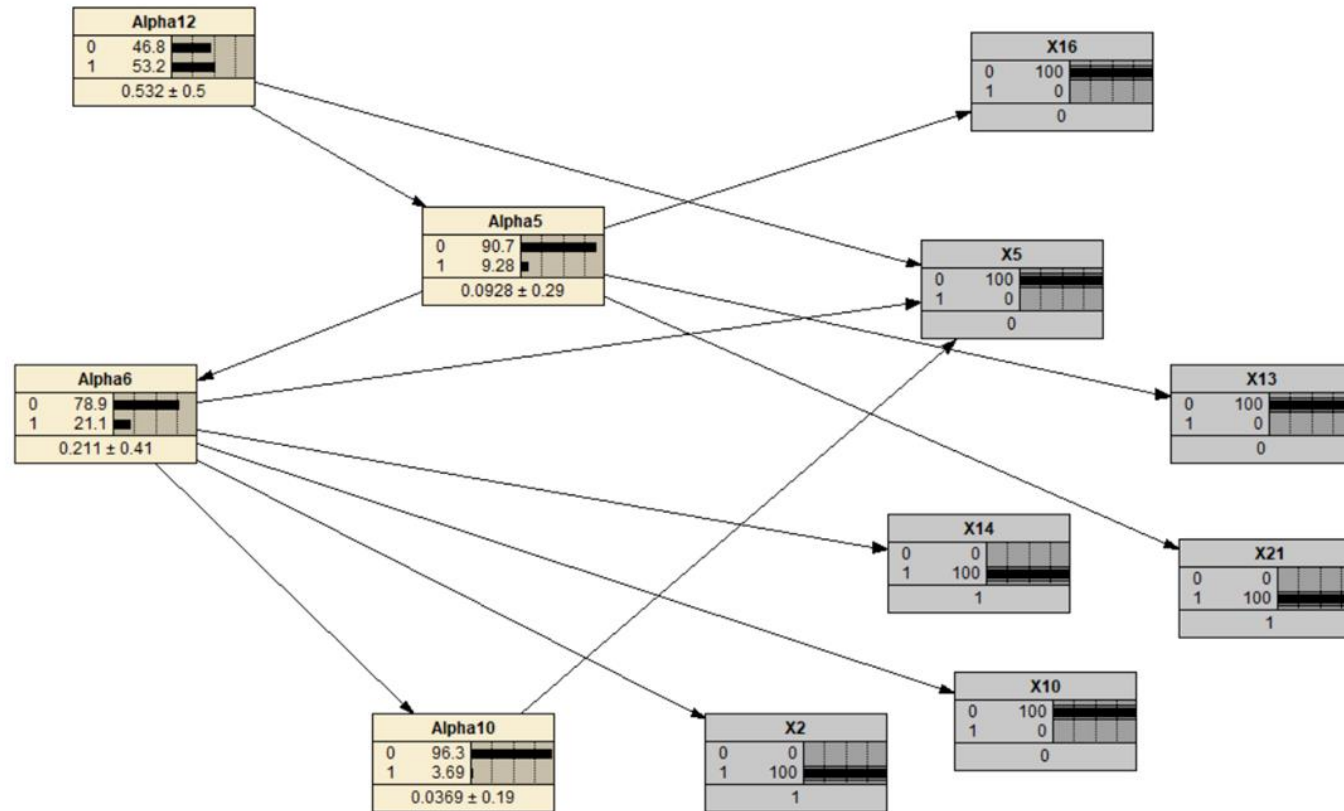 Alpha12
0 46.8
1 53.2
0.532 ± 0.5
X16
0 100
1 0
0
Alpha5
0 90.7
1 9.28
0.0928 ± 0.29
X5
0 100
1 0
0
Alpha6
0 78.9
1 21.1
0.211 ± 0.41
X13
0 100
1 0
0
X14
0 0
1 100
1
X21
0 0
1 100
1
X10
0 100
1 0
0
Alpha10
0 96.3
1 3.69
0.0369 ± 0.19
X2
0 0
1 100
1